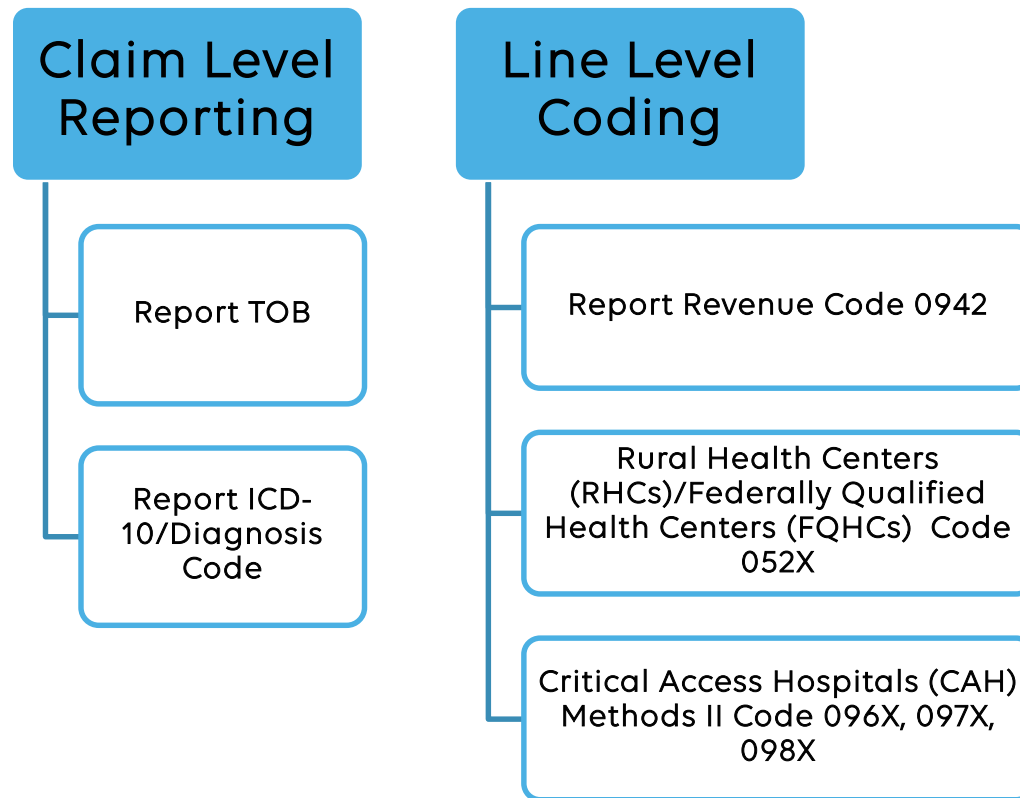 Claim Level
Reporting
Report TOB
Report ICD-
10/Diagnosis
Code
Line Level
Coding
Report Revenue Code 0942
Rural Health Centers
(RHCs)/Federally Qualified
Health Centers (FQHCs)  Code
052X
Critical Access Hospitals (CAH)
Methods II Code 096X, 097X,
098X